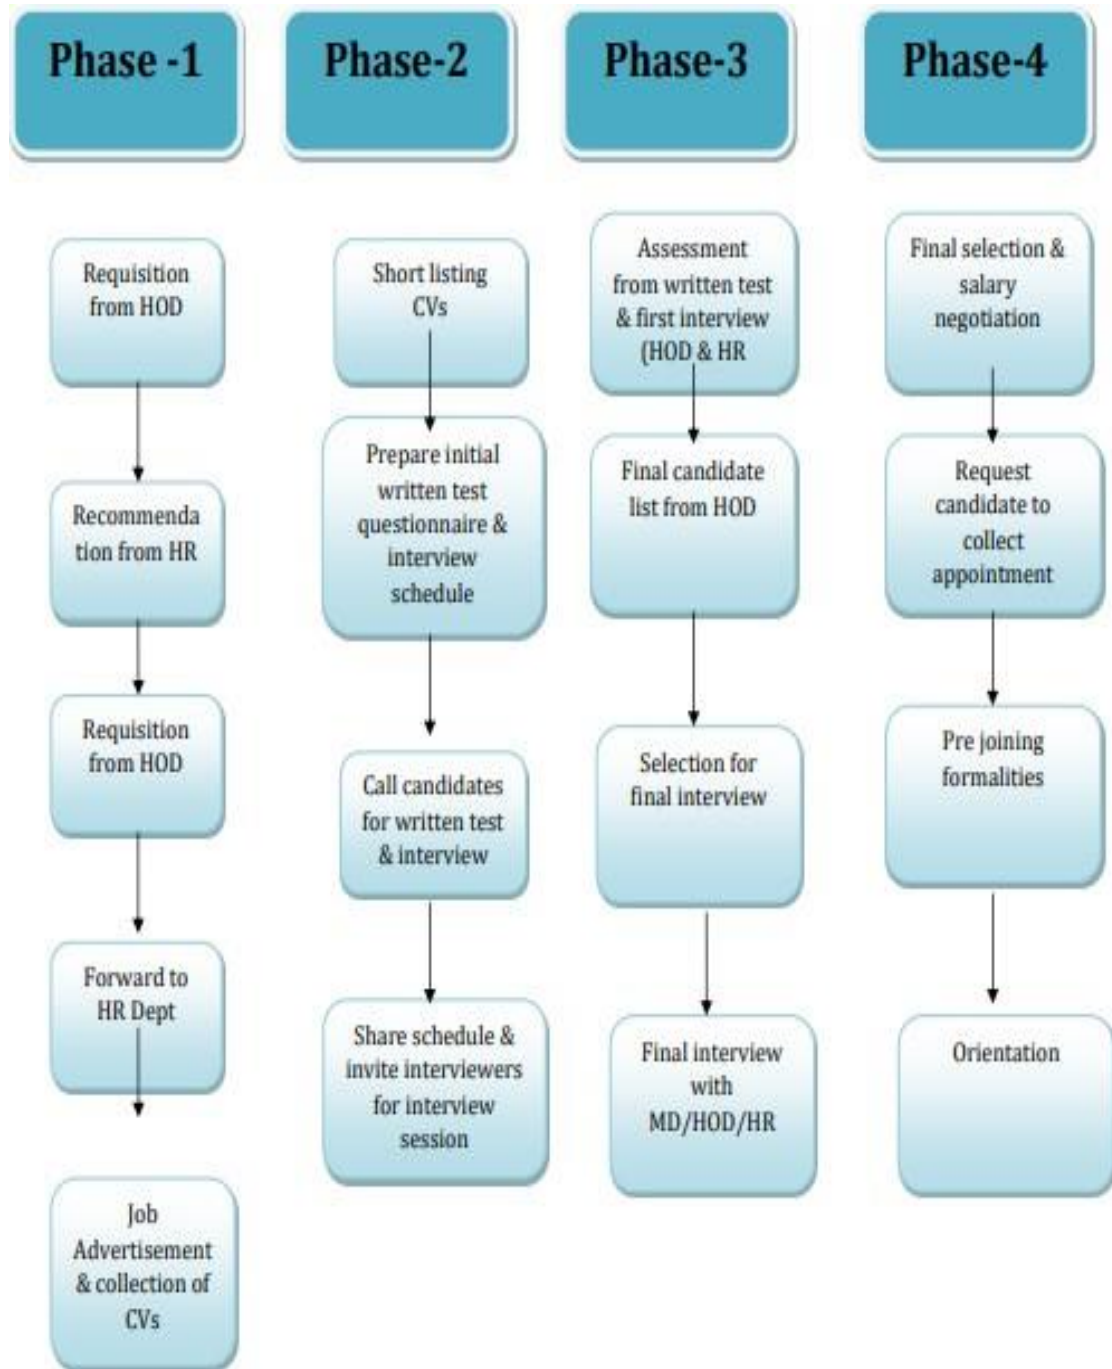 Phase -1
Phase-2
Phase-3
Phase-4
Requisition
from HOD
Recommenda
tion from HR
Requisition
from HOD
Forward to
HR Dept
Job
Advertisement
& collection of
CVs
Short listing
CVs
Prepare initial
written test
questionnaire &
interview
schedule
Call candidates
for written test
& interview
Share schedule &
invite interviewers
for interview
session
Assessment
from written test
& first interview
(HOD & HR
Final candidate
list from HOD
Selection for
final interview
Final interview
with
MD/HOD/HR
Final selection &
salary
negotiation
Request
candidate to
collect
appointment
Pre joining
formalities
Orientation